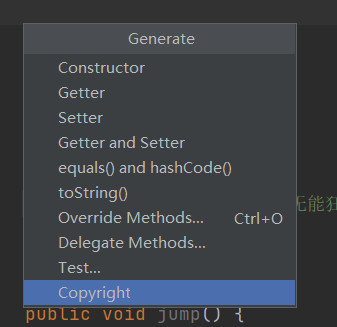 Generate
Constructor
Getter
Setter
Getter and Setter
equals() and hashCode()
toString()
无能狂
Override Methods... Ctrl+O
Delegate Methods...
Test...
Copyright
public void jump() {